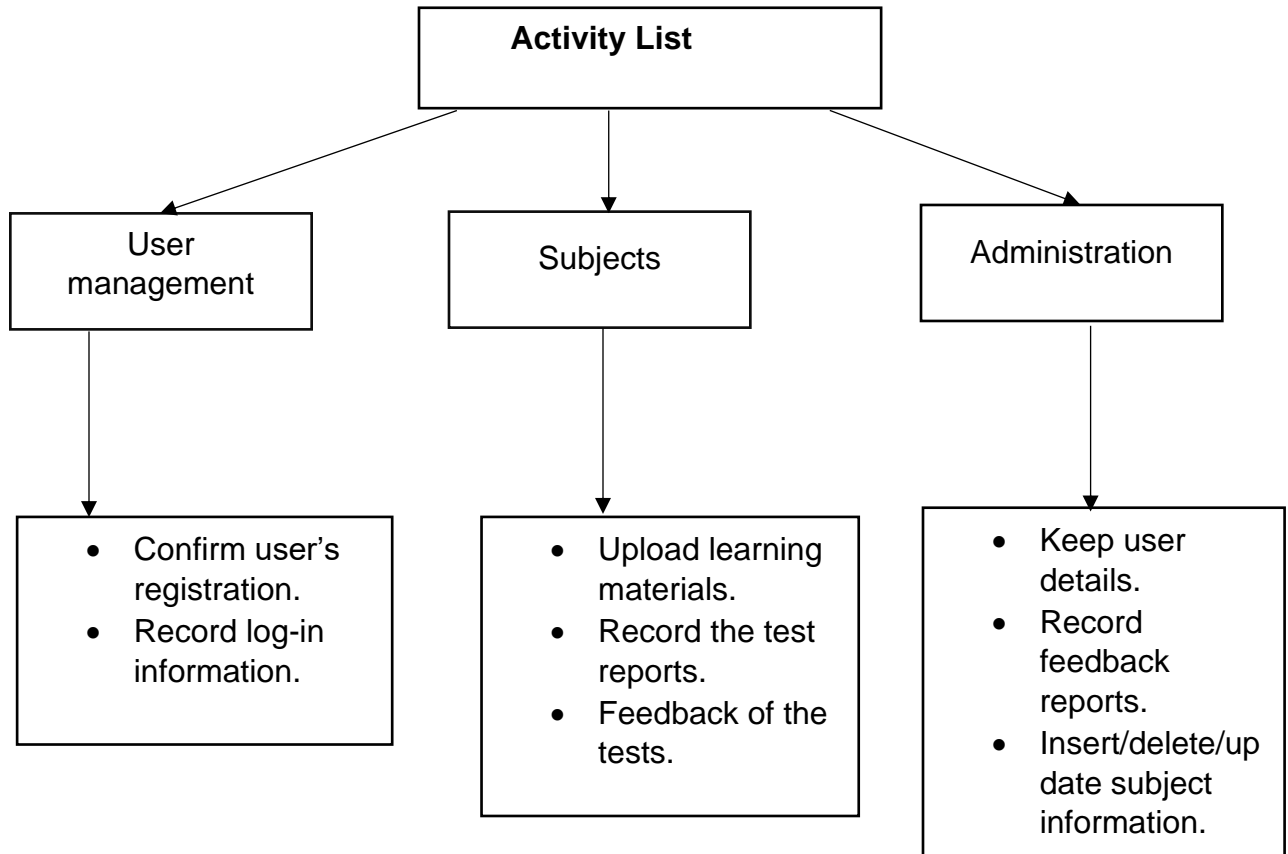 Activity List
User
management
Subjects
Administration
• Confirm user’s
registration.
• Record log-in
information.
• Upload learning
materials.
• Record the test
reports.
• Feedback of the
tests.
• Keep user
details.
• Record
feedback
reports.
• Insert/delete/up
date subject
information.